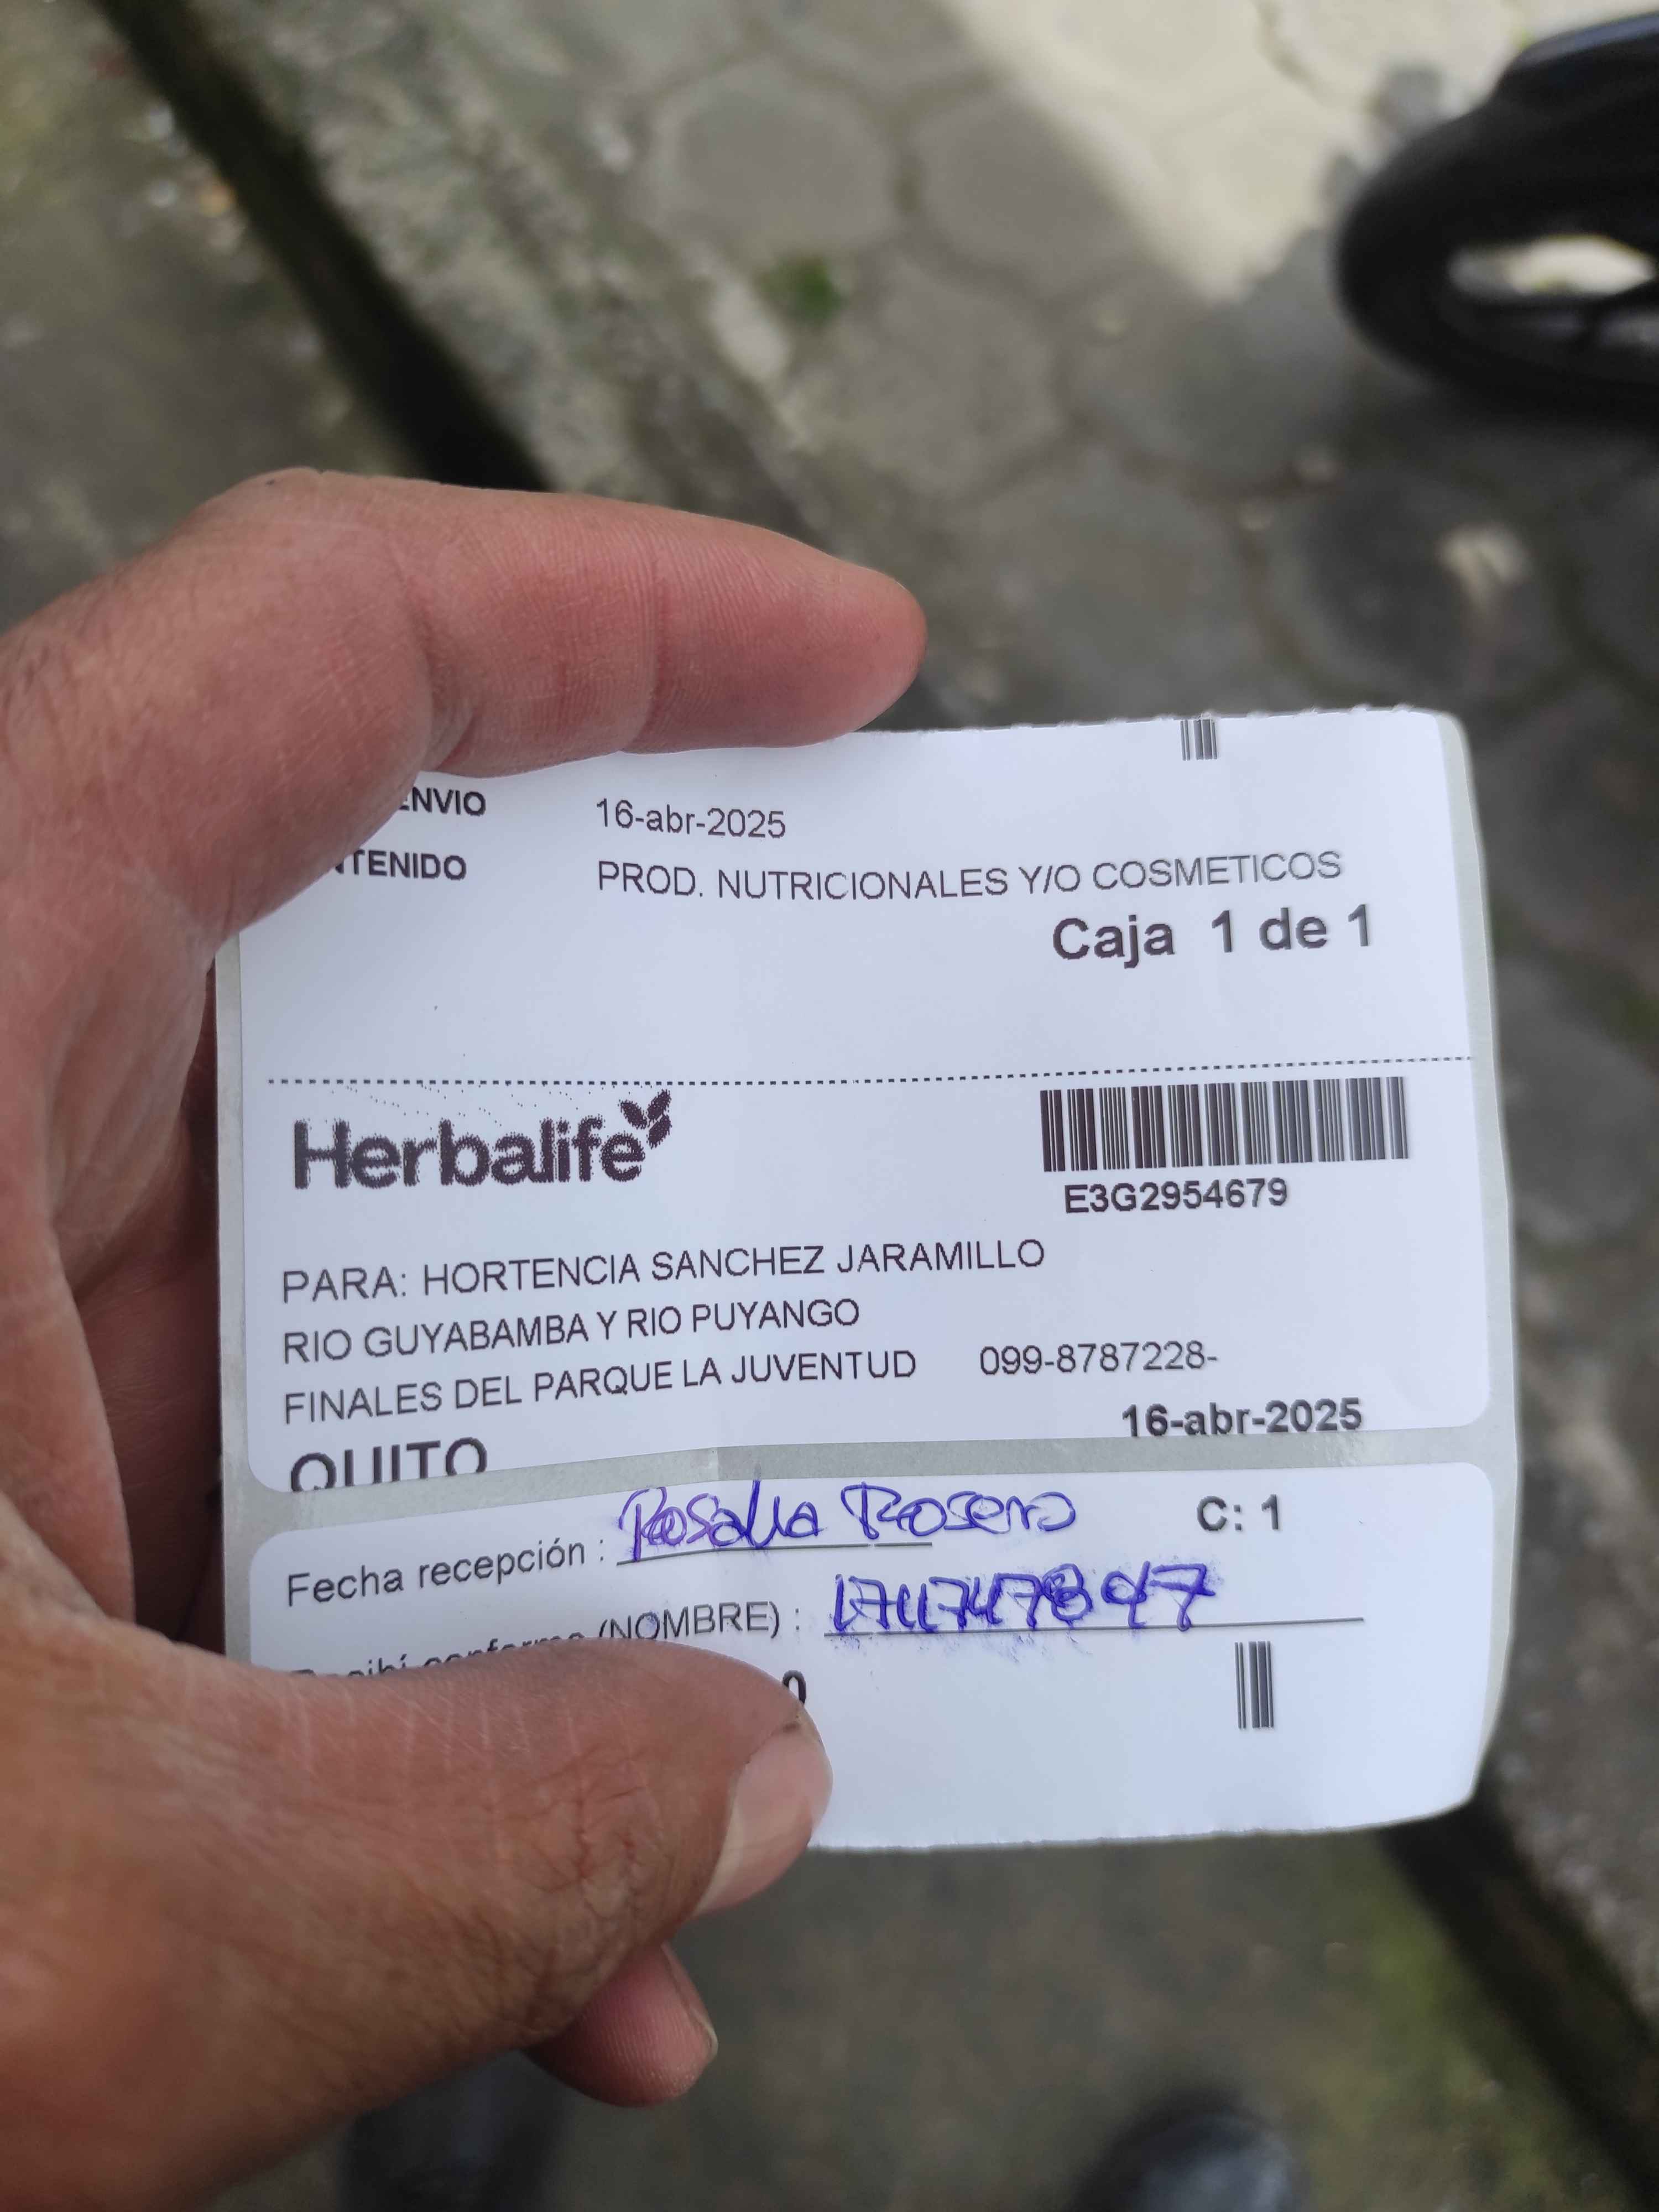 ENVIO 16-abr-2025
NTENIDO PROD. NUTRICIONALES Y/O COSMETICOS
Caja 1 de 1
Herbalife
E3G2954679
PARA: HORTENCIA SANCHEZ JARAMILLO
RIO GUYABAMBA Y RIO PUYANGO
FINALES DEL PARQUE LA JUVENTUD 099-8787228-
16-abr-2025
QUITO
Fecha recepción : Rosalia Rosero C: 1
(NOMBRE) :
0